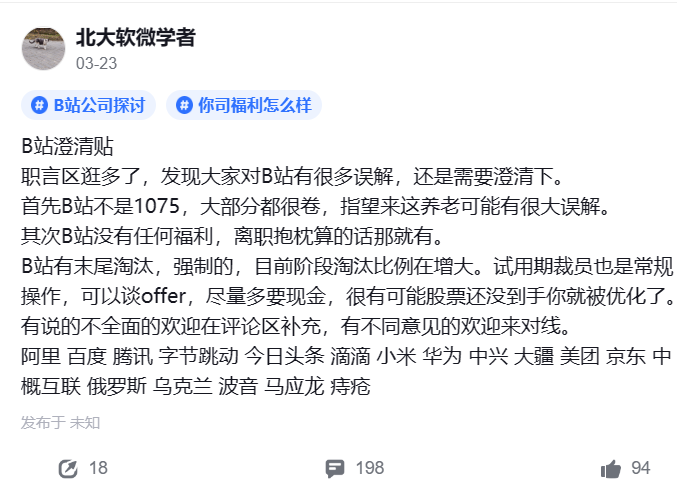 北大软微学者
03-23
# B站公司探讨 # 你司福利怎么样
B站澄清贴
职言区逛多了，发现大家对B站有很多误解，还是需要澄清下。
首先B站不是1075，大部分都很卷，指望来这养老可能有很大误解。
其次B站没有任何福利，离职抱枕算的话那就有。
B站有末尾淘汰，强制的，目前阶段淘汰比例在增大。试用期裁员也是常规
操作，可以谈offer，尽量多要现金，很有可能股票还没到手你就被优化了。
有说的不全面的欢迎在评论区补充，有不同意见的欢迎来对线。
阿里 百度 腾讯 字节跳动 今日头条 滴滴 小米 华为 中兴 大疆 美团 京东 中
概互联 俄罗斯 乌克兰 波音 马应龙 痔疮
发布于 未知
18 198 94